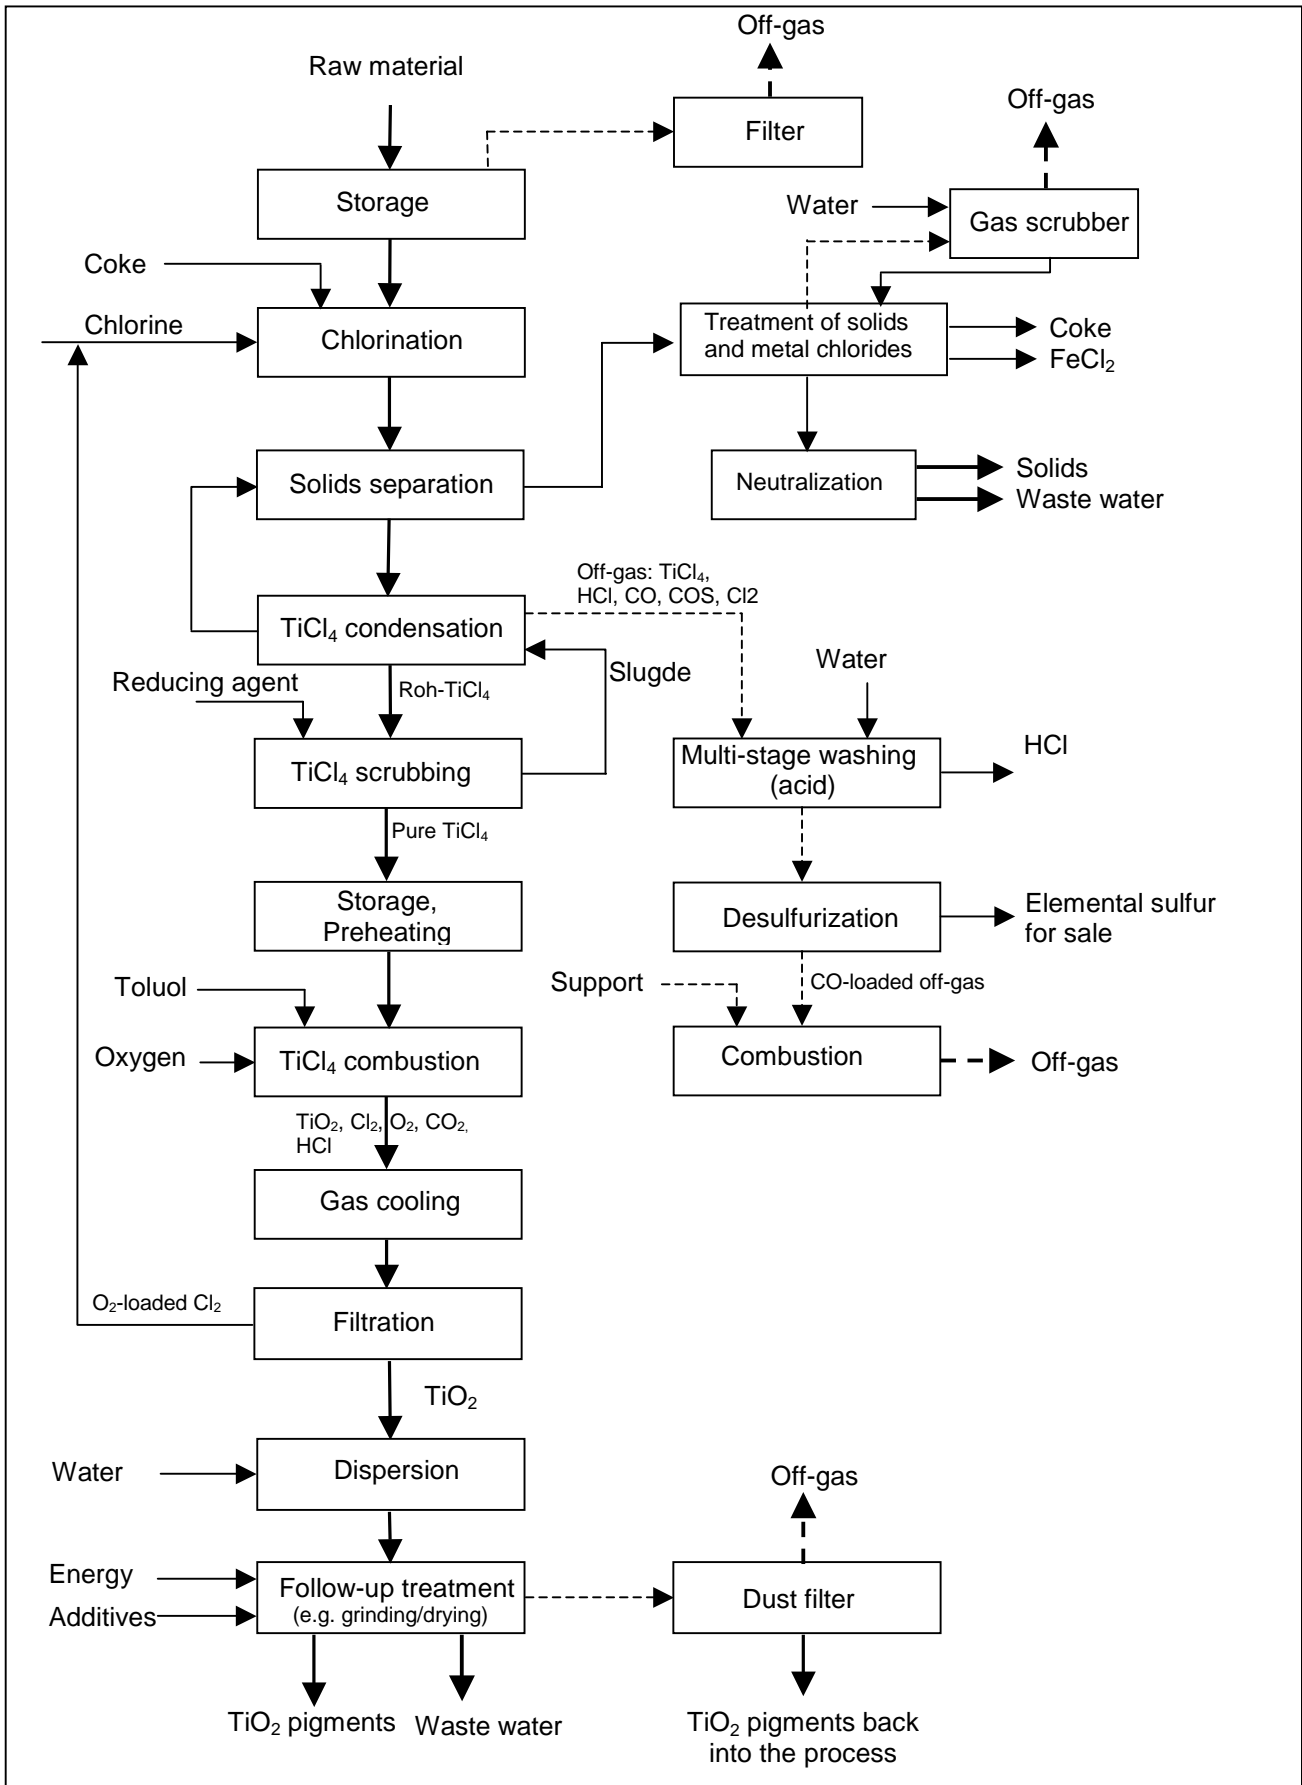 Off-gas
Raw material
Filter
Off-gas
Storage
Water
Gas scrubber
Coke
Chlorine
Chlorination
Treatment of solids
and metal chlorides
Coke
FeCl₂
Solids separation
Neutralization
Solids
Waste water
Off-gas: TiCl₄,
HCl, CO, COS, Cl2
TiCl₄ condensation
Water
Slugde
Reducing agent
Roh-TiCl₄
TiCl₄ scrubbing
Multi-stage washing
(acid)
HCl
Pure TiCl₄
Storage,
Preheating
Desulfurization
Elemental sulfur
for sale
Toluol
Support
CO-loaded off-gas
Oxygen
TiCl₄ combustion
Combustion
Off-gas
TiO₂, Cl₂, O₂, CO₂,
HCl
Gas cooling
O₂-loaded Cl₂
Filtration
TiO₂
Water
Dispersion
Off-gas
Energy
Additives
Follow-up treatment
(e.g. grinding/drying)
Dust filter
TiO₂ pigments
Waste water
TiO₂ pigments back
into the process